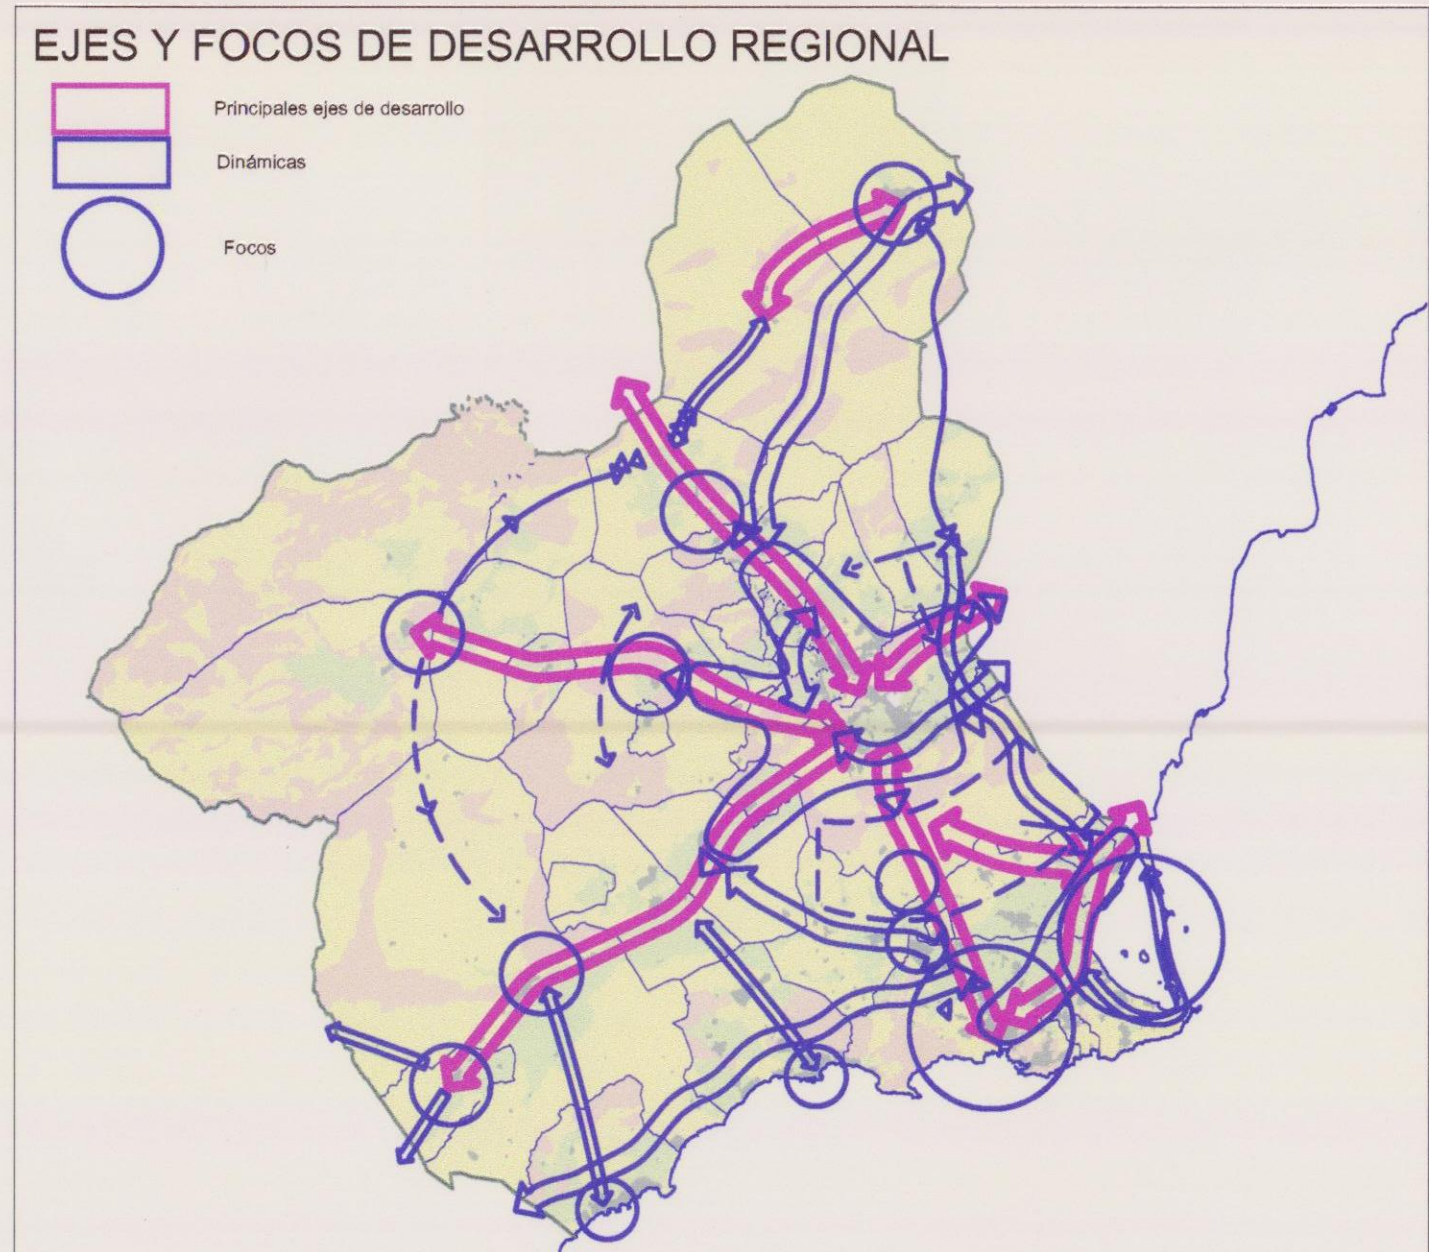 EJES Y FOCOS DE DESARROLLO REGIONAL
Principales ejes de desarrollo
Dinámicas
Focos